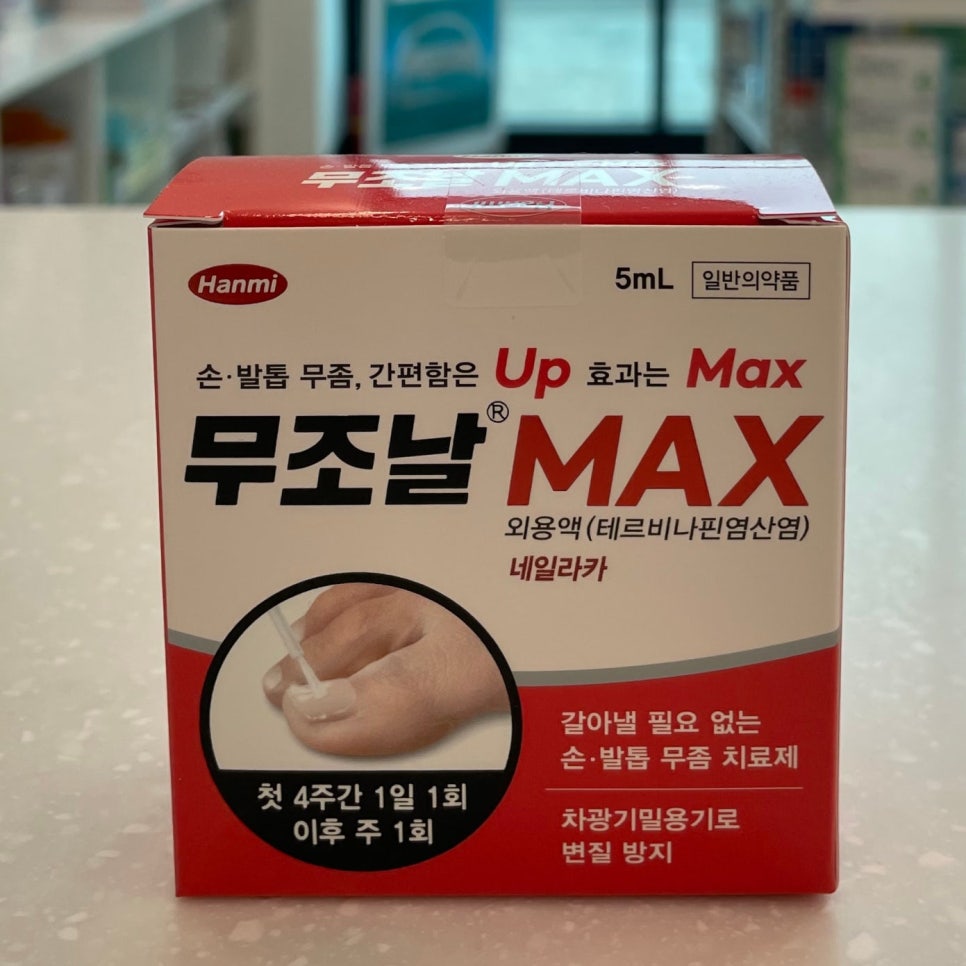 무조날 MAX
Hanmi
5mL 일반의약품
손·발톱 무좀, 간편함은 Up 효과는 Max
무조날® MAX
외용액(테르비나핀염산염)
네일라카
갈아낼 필요 없는
손·발톱 무좀 치료제
차광기밀용기로
변질 방지
첫 4주간 1일 1회
이후 주 1회